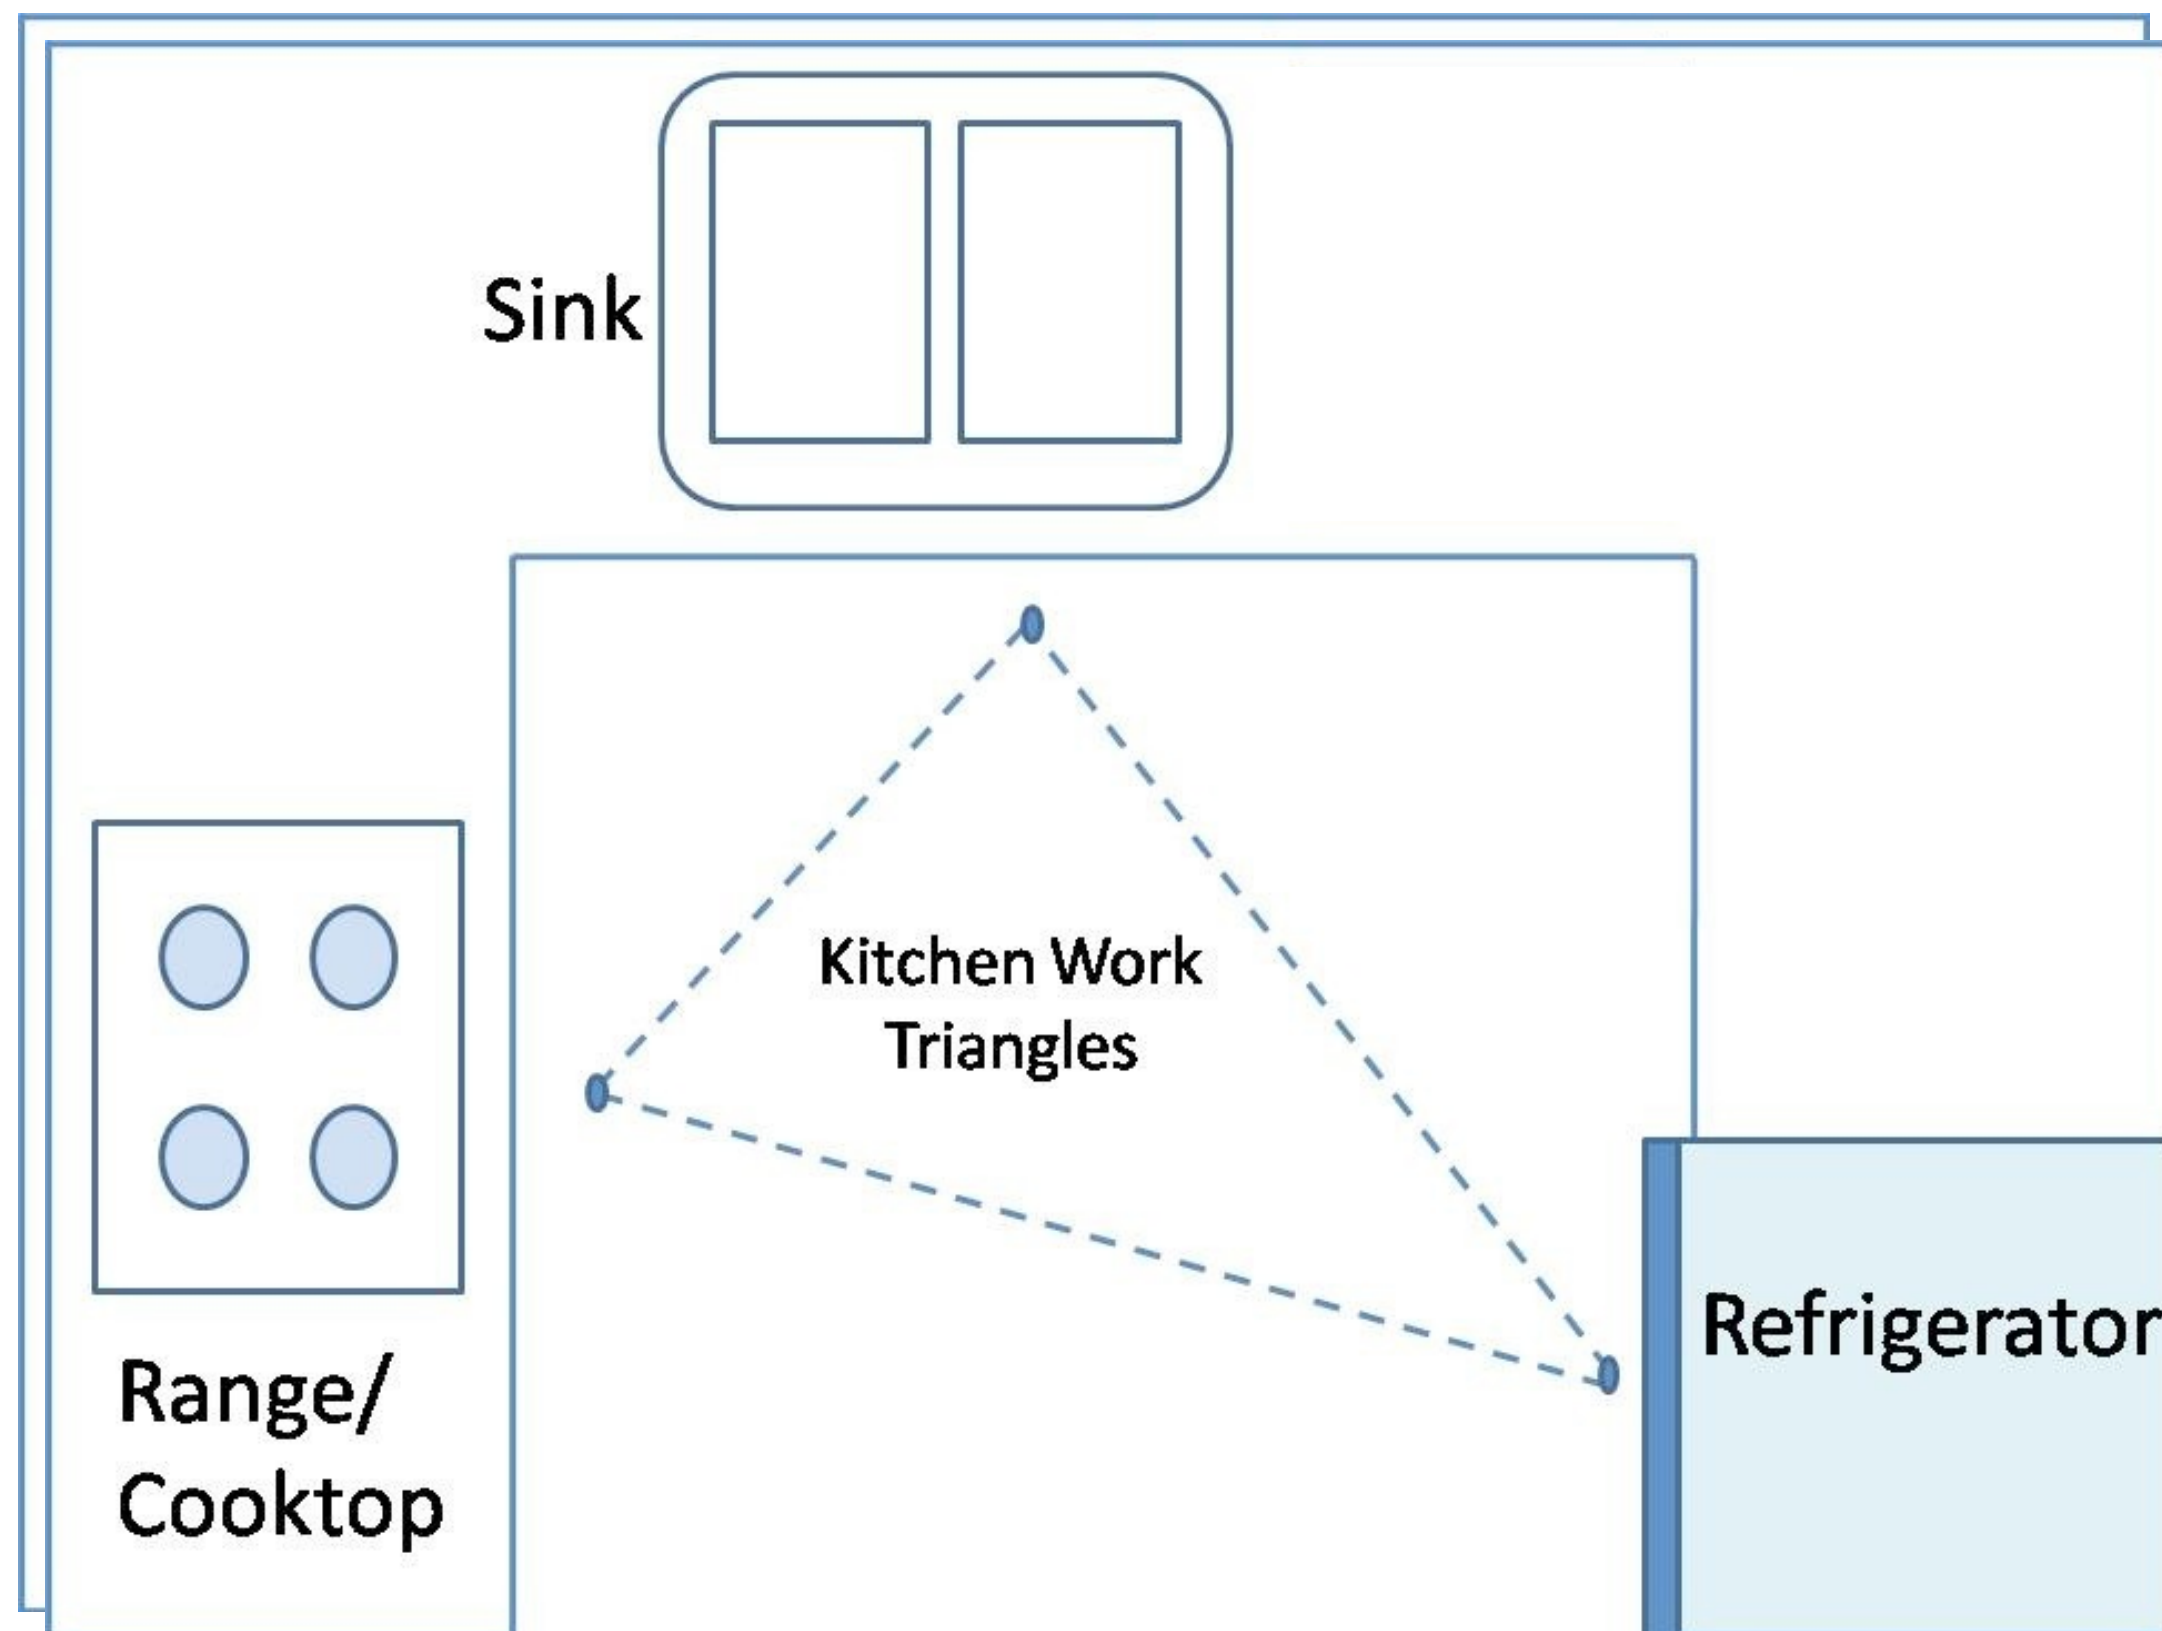 Sink
Kitchen Work
Triangles
Refrigerator
Range/
Cooktop